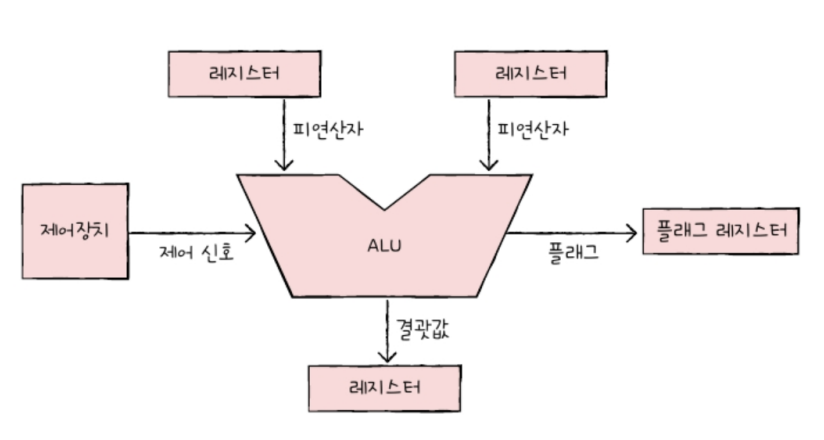 레지스터
레지스터
피연산자
피연산자
제어장치
제어 신호
ALU
플래그
플래그 레지스터
결괏값
레지스터